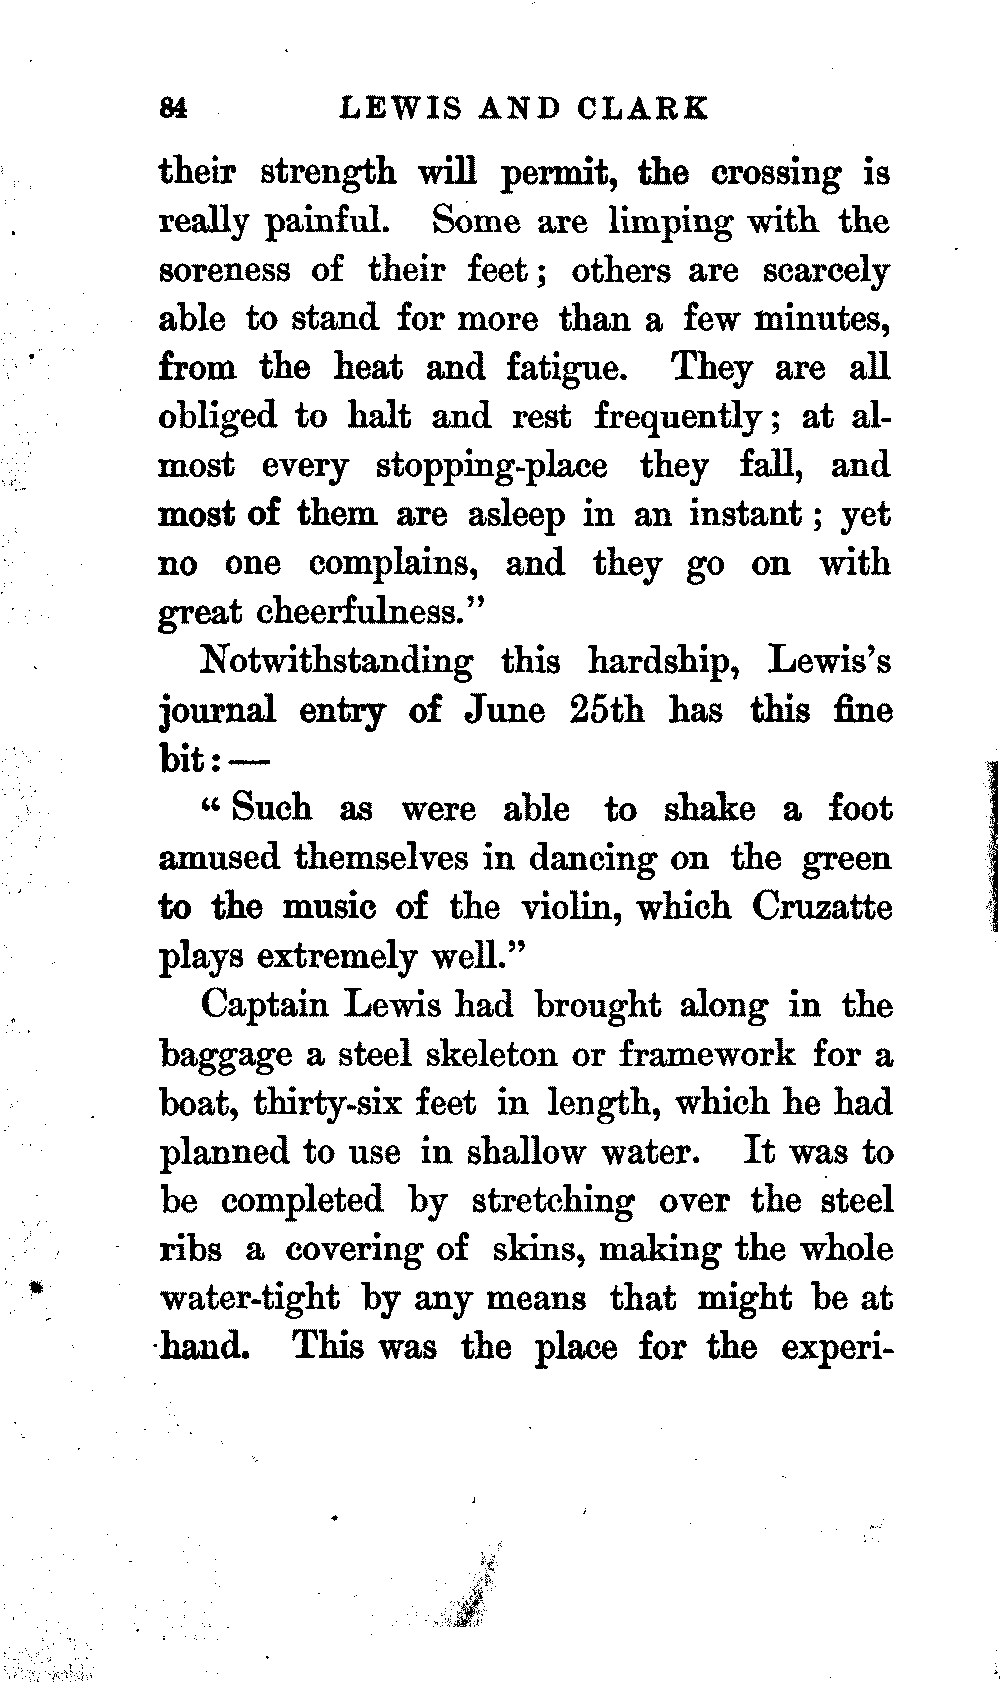 84 LEWIS AND CLARK
their strength will permit, the crossing is
really painful. Some are limping with the
soreness of their feet; others are scarcely
able to stand for more than a few minutes,
from the heat and fatigue. They are all
obliged to halt and rest frequently; at al-
most every stopping-place they fall, and
most of them are asleep in an instant; yet
no one complains, and they go on with
great cheerfulness.”
Notwithstanding this hardship, Lewis’s
journal entry of June 25th has this fine
bit:—
“Such as were able to shake a foot
amused themselves in dancing on the green
to the music of the violin, which Cruzatte
plays extremely well.”
Captain Lewis had brought along in the
baggage a steel skeleton or framework for a
boat, thirty-six feet in length, which he had
planned to use in shallow water. It was to
be completed by stretching over the steel
ribs a covering of skins, making the whole
water-tight by any means that might be at
hand. This was the place for the experi-